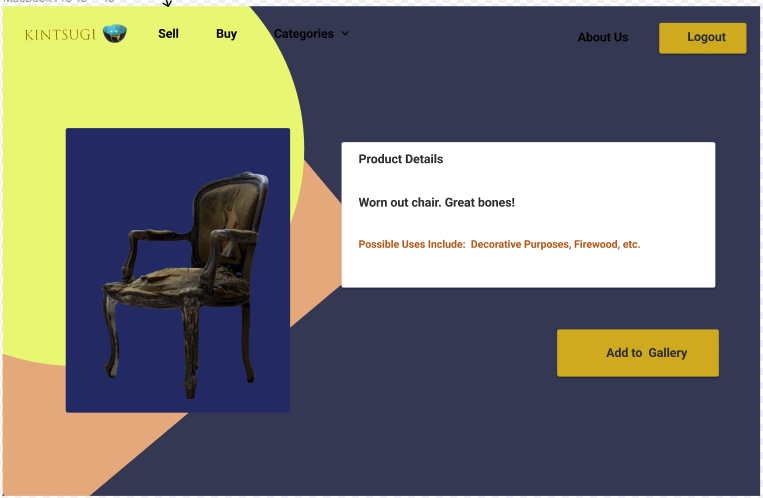 KINTSUGI
Sell
Buy
Categories
About Us
Logout
Product Details
Worn out chair. Great bones!
Possible Uses Include: Decorative Purposes, Firewood, etc.
Add to Gallery